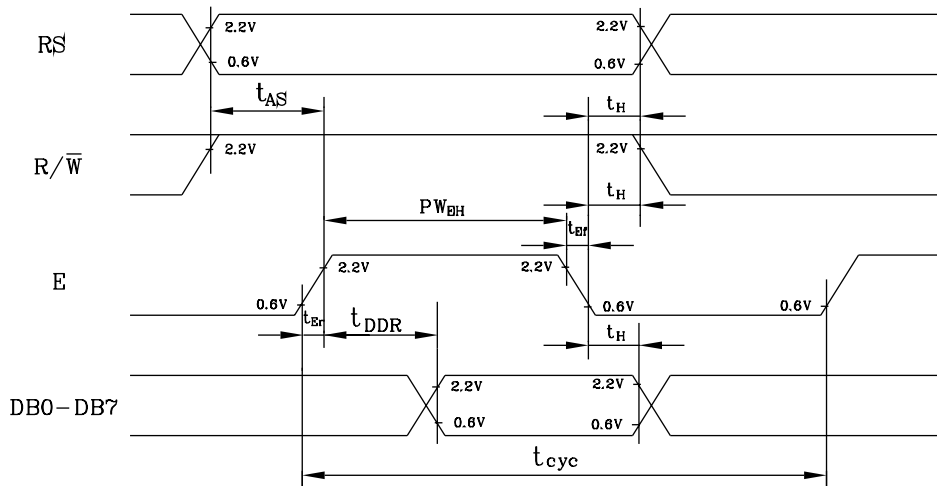 RS
2.2V
2.2V
0.6V
0.6V
tAS
tH
R/W̅
2.2V
2.2V
tH
PWEH
tEf
E
2.2V
2.2V
0.6V
0.6V
0.6V
tEr
tDDR
tH
DB0-DB7
2.2V
2.2V
0.6V
0.6V
tcyc